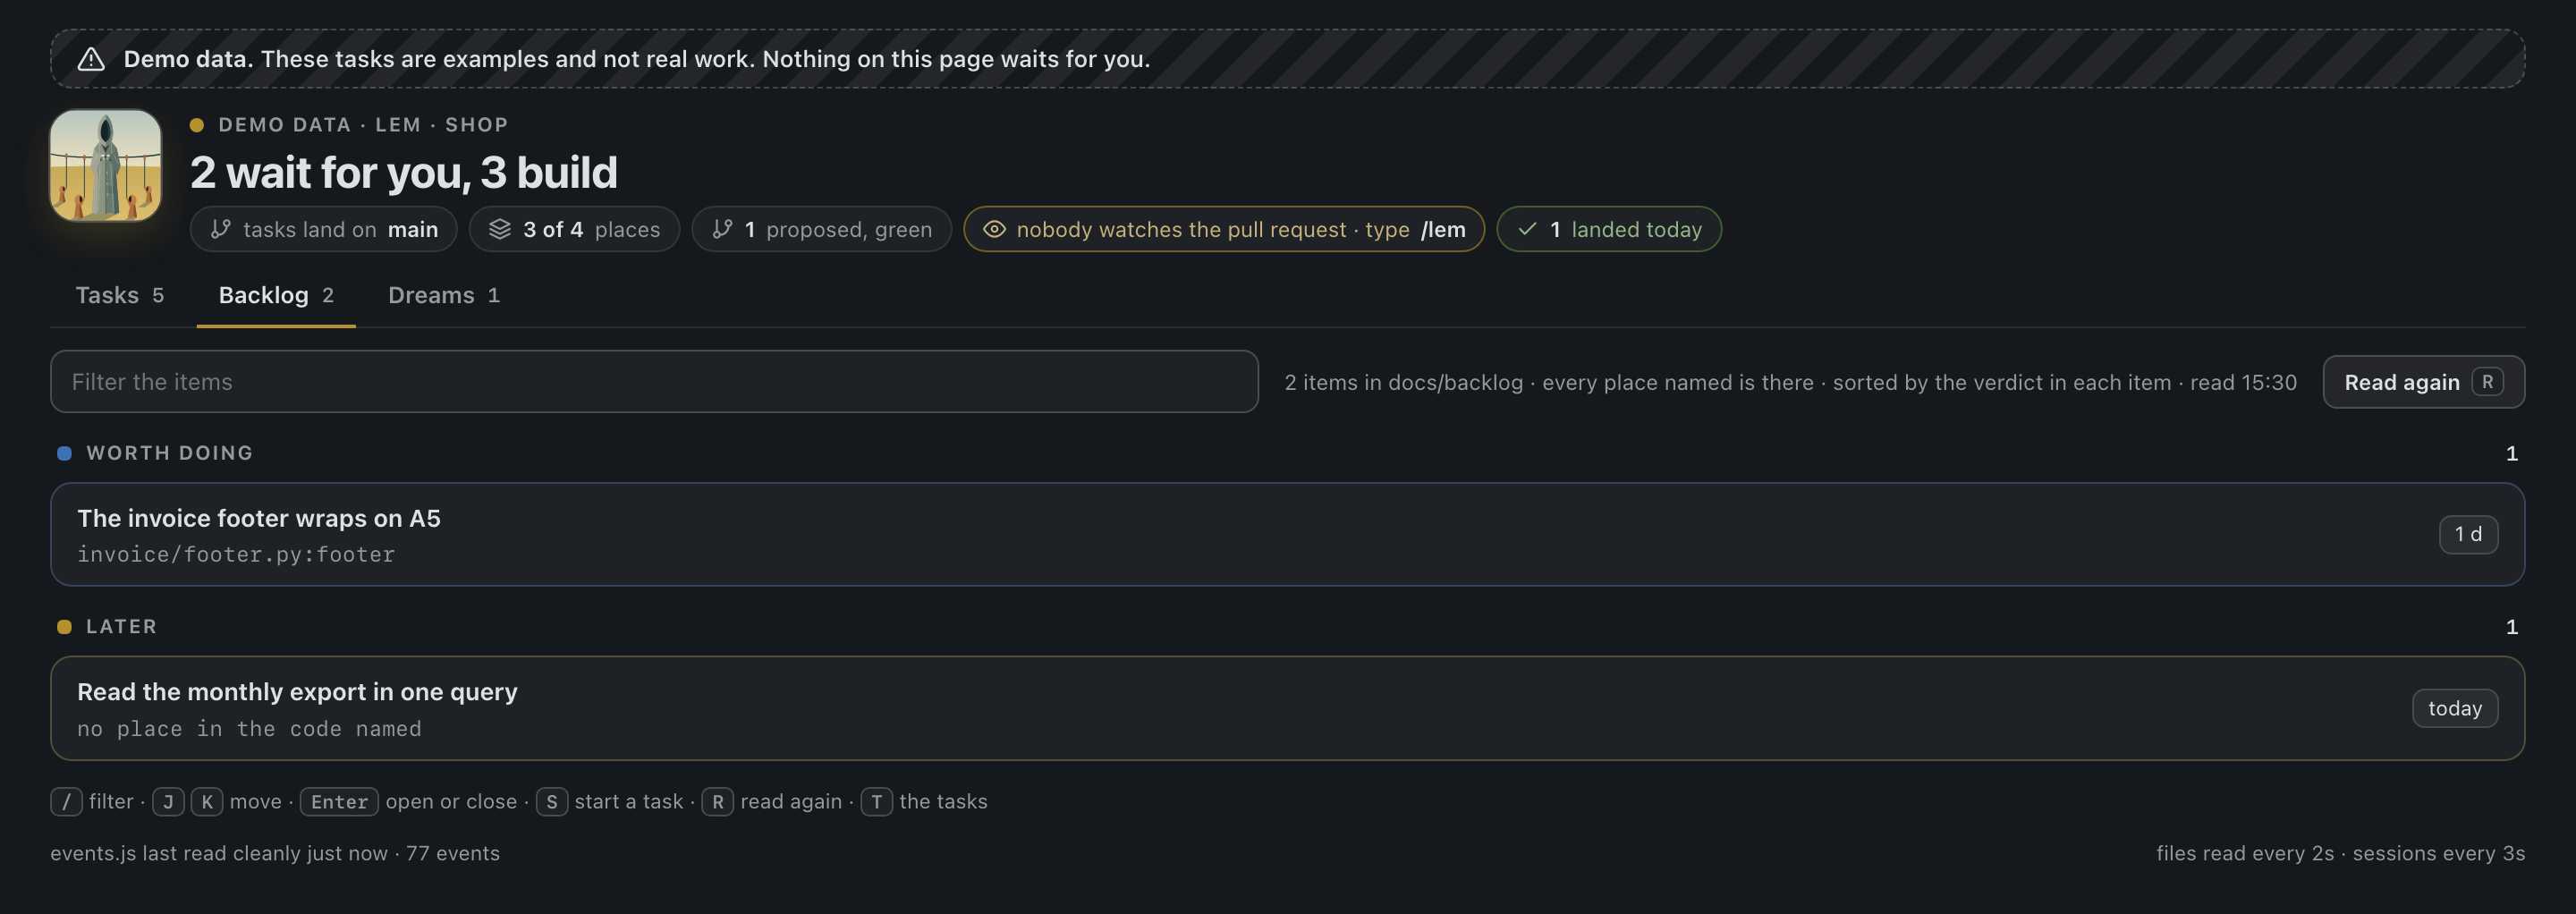 Demo data. These tasks are examples and not real work. Nothing on this page waits for you.
DEMO DATA · LEM · SHOP
2 wait for you, 3 build
tasks land on main 3 of 4 places 1 proposed, green nobody watches the pull request · type /lem 1 landed today
Tasks 5 Backlog 2 Dreams 1
Filter the items 2 items in docs/backlog · every place named is there · sorted by the verdict in each item · read 15:30 Read again R
WORTH DOING 1
The invoice footer wraps on A5
invoice/footer.py:footer
1 d
LATER 1
Read the monthly export in one query
no place in the code named
today
/ filter · J K move · Enter open or close · S start a task · R read again · T the tasks
events.js last read cleanly just now · 77 events files read every 2s · sessions every 3s